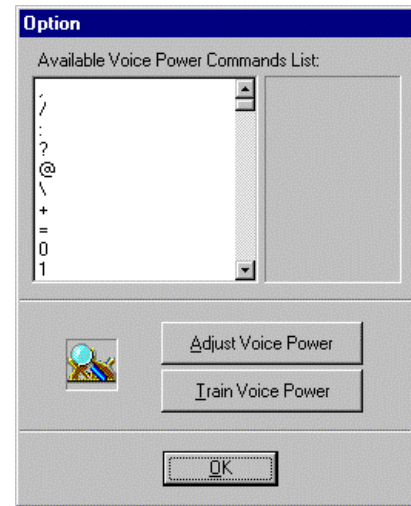 Option
Available Voice Power Commands List:
,
/
:
?
@
\
+
=
0
1
Adjust Voice Power
Train Voice Power
OK